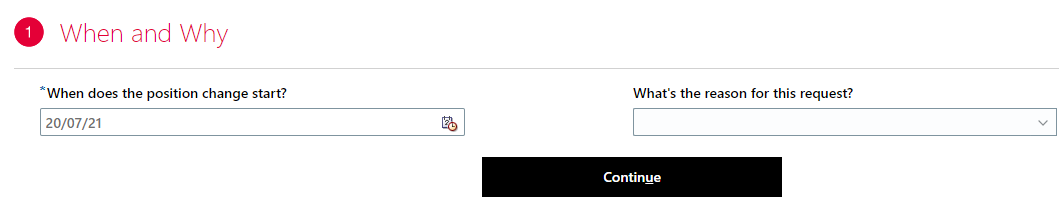 1 When and Why
*When does the position change start? What's the reason for this request?
20/07/21
Continue